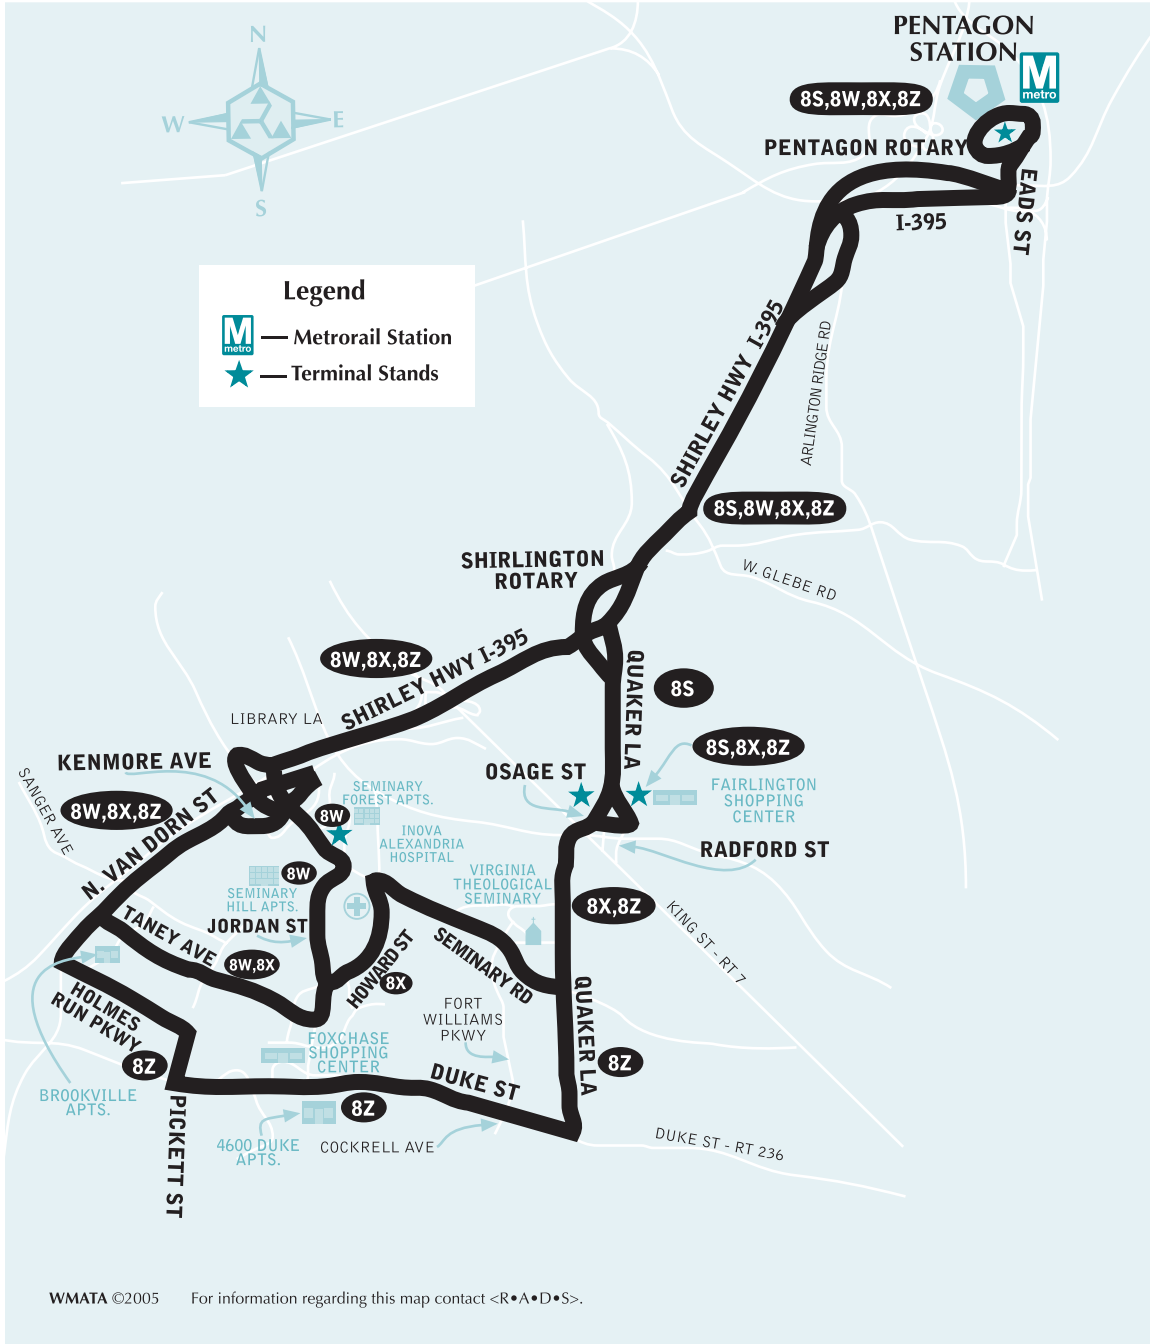 PENTAGON
STATION
M
metro
N
W
E
S
8S,8W,8X,8Z
PENTAGON ROTARY
EADS ST
I-395
Legend
M
metro
Metrorail Station
Terminal Stands
SHIRLEY HWY I-395
ARLINGTON RIDGE RD
8S,8W,8X,8Z
SHIRLINGTON
ROTARY
W. GLEBE RD
8W,8X,8Z
SHIRLEY HWY I-395
QUAKER LA
8S
LIBRARY LA
KENMORE AVE
SANGER AVE
8W,8X,8Z
N. VAN DORN ST
OSAGE ST
8S,8X,8Z
FAIRLINGTON
SHOPPING
CENTER
SEMINARY
FOREST APTS.
8W
INOVA
ALEXANDRIA
HOSPITAL
RADFORD ST
VIRGINIA
THEOLOGICAL
SEMINARY
8W
SEMINARY
HILL APTS.
JORDAN ST
8X,8Z
KING ST - RT 7
TANEY AVE
8W,8X
HOWARD ST
8X
SEMINARY RD
HOLMES
RUN PKWY
8Z
FORT
WILLIAMS
PKWY
QUAKER LA
8Z
FOXCHASE
SHOPPING
CENTER
BROOKVILLE
APTS.
DUKE ST
8Z
PICKETT ST
4600 DUKE
APTS.
COCKRELL AVE
DUKE ST - RT 236
WMATA ©2005 For information regarding this map contact <R•A•D•S>.